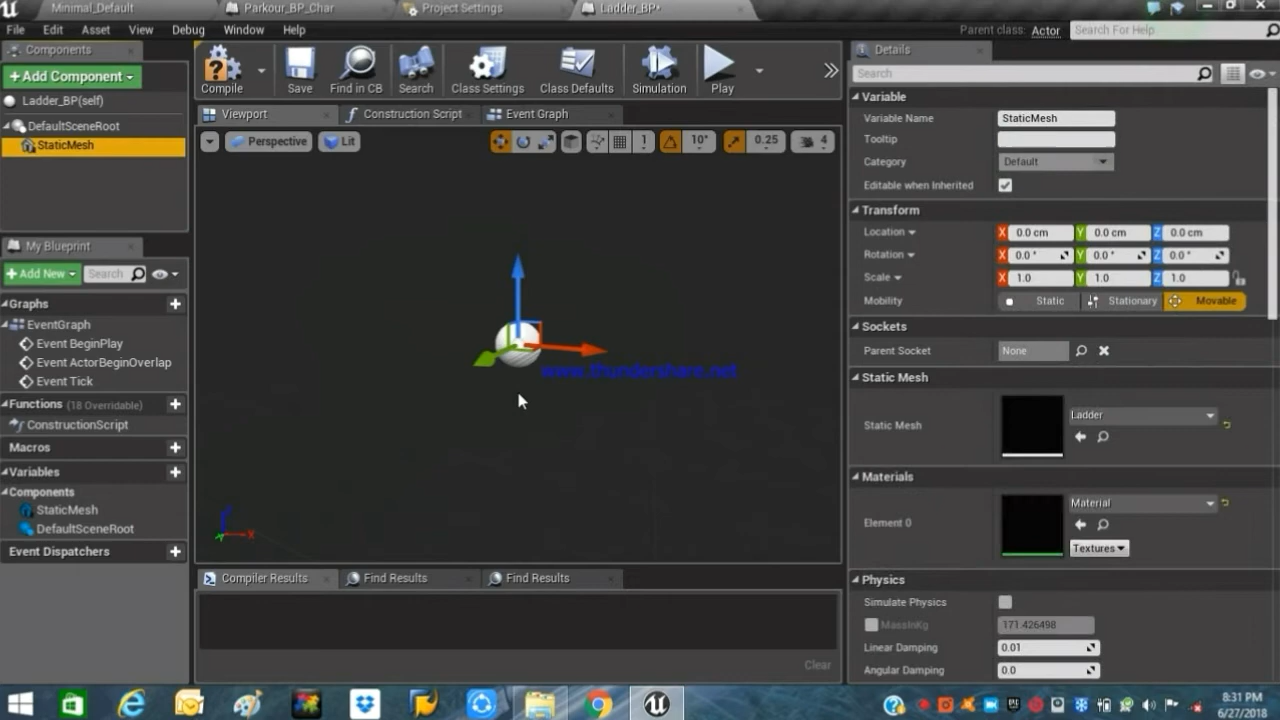 Minimal_Default
Parkour_BP_Char
Project Settings
Ladder_BP*
File Edit Asset View Debug Window Help
Parent class: Actor
Search For Help
Components
Add Component
Ladder_BP(self)
DefaultSceneRoot
StaticMesh
My Blueprint
Add New
Search
Graphs
EventGraph
Event BeginPlay
Event ActorBeginOverlap
Event Tick
Functions (18 Overridable)
ConstructionScript
Macros
Variables
Components
StaticMesh
DefaultSceneRoot
Event Dispatchers
Compile
Save
Find in CB
Search
Class Settings
Class Defaults
Simulation
Play
Viewport
Construction Script
Event Graph
Perspective
Lit
10°
0.25
4
www.thundershare.net
X
Compiler Results
Find Results
Find Results
Clear
Details
Search
Variable
Variable Name StaticMesh
Tooltip
Category Default
Editable when Inherited
Transform
Location X 0.0 cm Y 0.0 cm Z 0.0 cm
Rotation X 0.0 ° Y 0.0 ° Z 0.0 °
Scale X 1.0 Y 1.0 Z 1.0
Mobility Static Stationary Movable
Sockets
Parent Socket None
Static Mesh
Static Mesh Ladder
Materials
Element 0 Material
Textures
Physics
Simulate Physics
MassInKg 171.426498
Linear Damping 0.01
Angular Damping 0.0
8:31 PM
6/27/2018